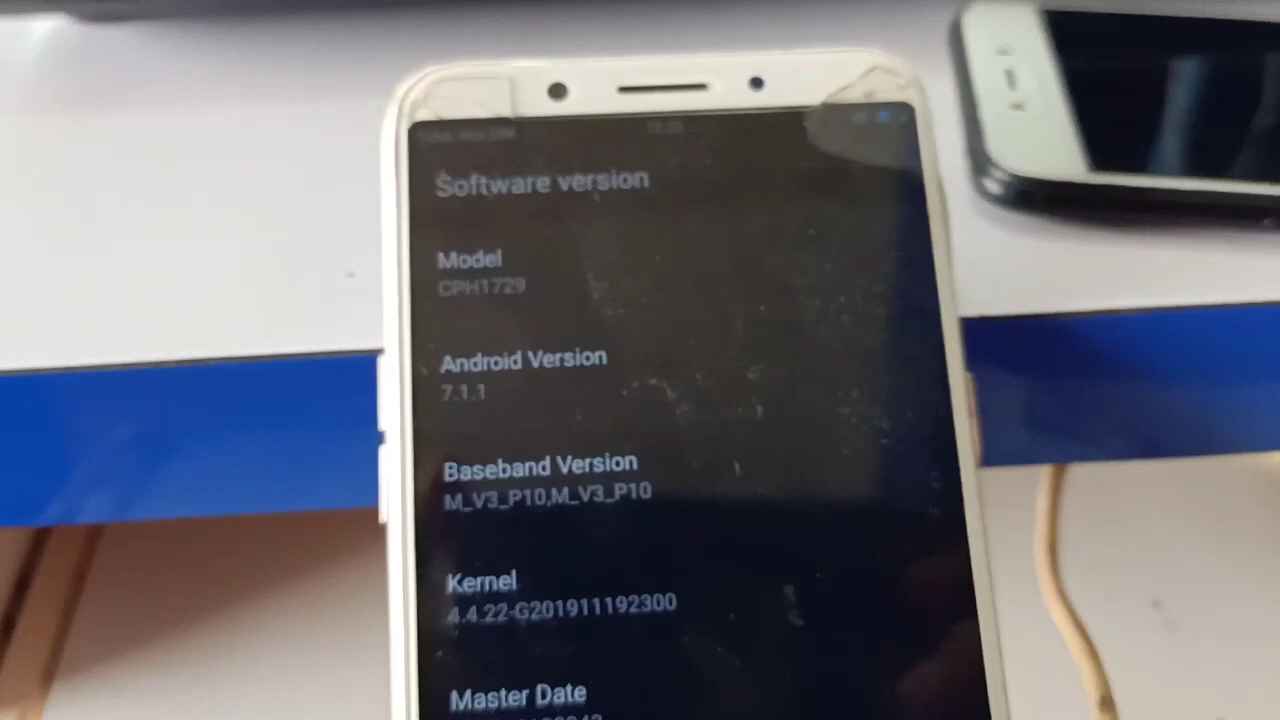 Software version
Model
CPH1729
Android Version
7.1.1
Baseband Version
M_V3_P10,M_V3_P10
Kernel
4.4.22-G201911192300
Master Date